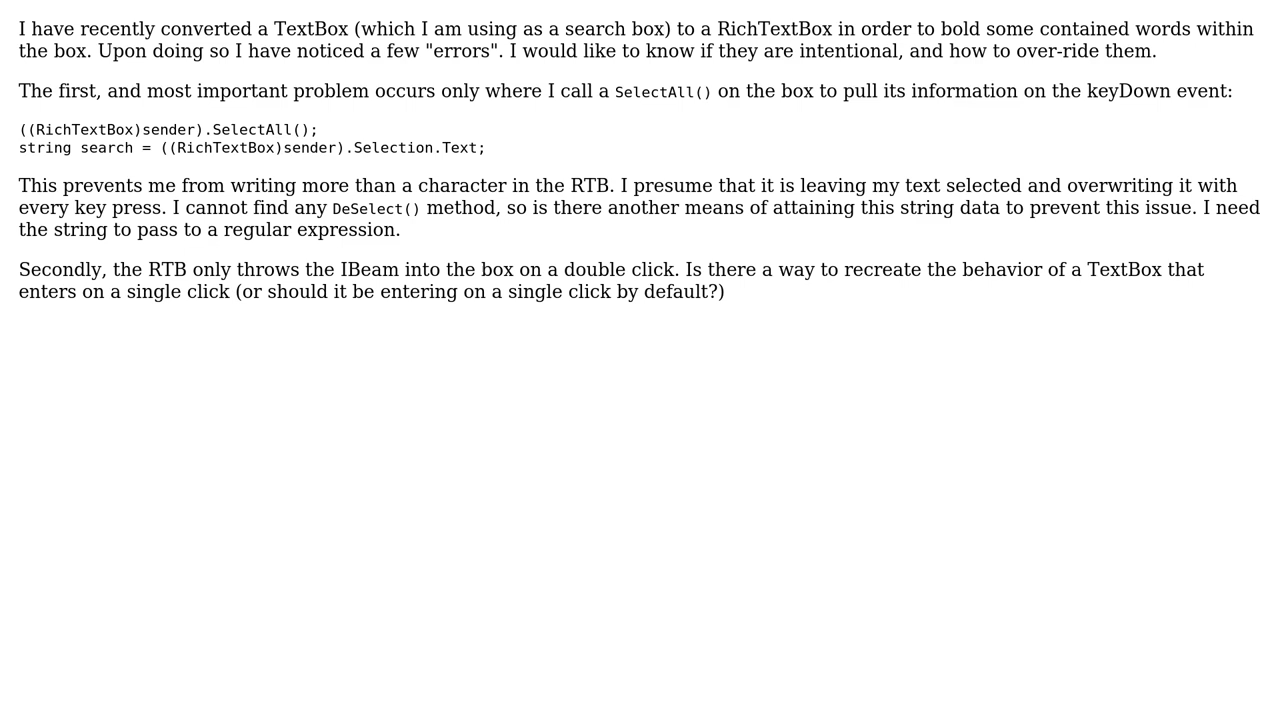 I have recently converted a TextBox (which I am using as a search box) to a RichTextBox in order to bold some contained words within
the box. Upon doing so I have noticed a few "errors". I would like to know if they are intentional, and how to over-ride them.
The first, and most important problem occurs only where I call a SelectAll() on the box to pull its information on the keyDown event:
((RichTextBox)sender).SelectAll();
string search = ((RichTextBox)sender).Selection.Text;
This prevents me from writing more than a character in the RTB. I presume that it is leaving my text selected and overwriting it with
every key press. I cannot find any DeSelect() method, so is there another means of attaining this string data to prevent this issue. I need
the string to pass to a regular expression.
Secondly, the RTB only throws the IBeam into the box on a double click. Is there a way to recreate the behavior of a TextBox that
enters on a single click (or should it be entering on a single click by default?)